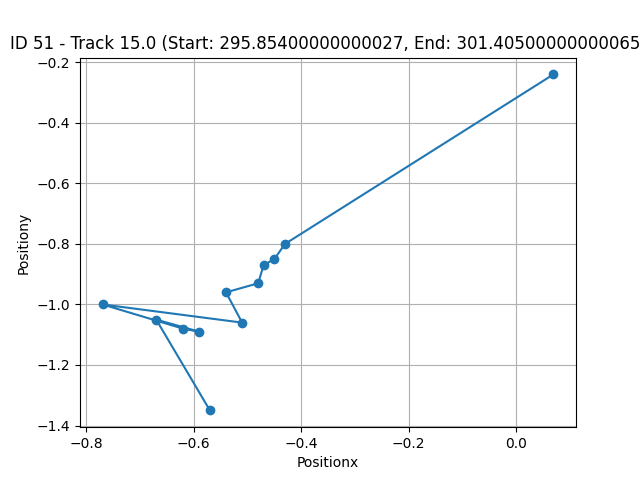 ID 51 - Track 15.0 (Start: 295.85400000000027, End: 301.40500000000065
−0.2
−0.4
−0.6
−0.8
−1.0
−1.2
−1.4
Positiony
−0.8 −0.6 −0.4 −0.2 0.0
Positionx